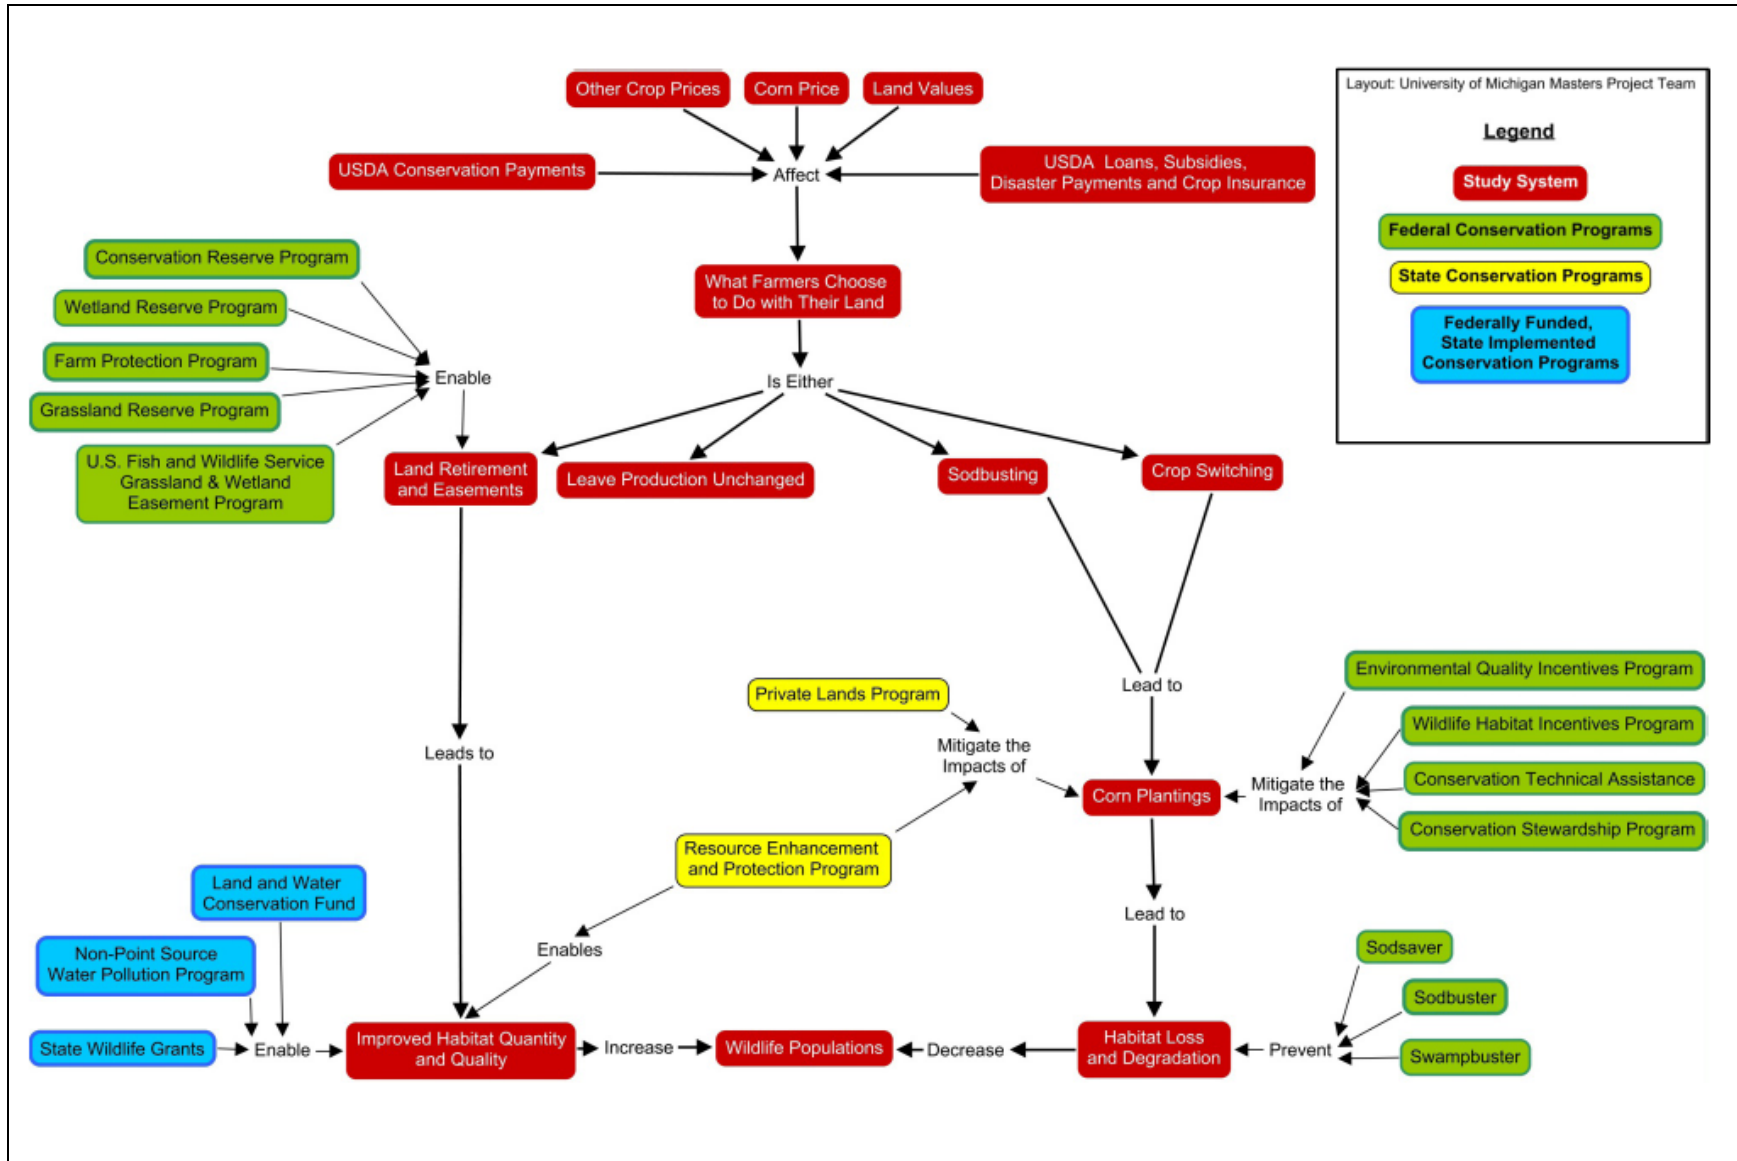 Layout: University of Michigan Masters Project Team
Legend
Study System
Federal Conservation Programs
State Conservation Programs
Federally Funded,
State Implemented
Conservation Programs
Other Crop Prices
Corn Price
Land Values
USDA Conservation Payments
Affect
USDA Loans, Subsidies,
Disaster Payments and Crop Insurance
Conservation Reserve Program
Wetland Reserve Program
Farm Protection Program
Grassland Reserve Program
U.S. Fish and Wildlife Service
Grassland & Wetland
Easement Program
Enable
What Farmers Choose
to Do with Their Land
Is Either
Land Retirement
and Easements
Leave Production Unchanged
Sodbusting
Crop Switching
Lead to
Private Lands Program
Mitigate the
Impacts of
Leads to
Corn Plantings
Mitigate the
Impacts of
Environmental Quality Incentives Program
Wildlife Habitat Incentives Program
Conservation Technical Assistance
Conservation Stewardship Program
Resource Enhancement
and Protection Program
Land and Water
Conservation Fund
Lead to
Enables
Non-Point Source
Water Pollution Program
State Wildlife Grants
Enable
Improved Habitat Quantity
and Quality
Increase
Wildlife Populations
Decrease
Habitat Loss
and Degradation
Prevent
Sodsaver
Sodbuster
Swampbuster